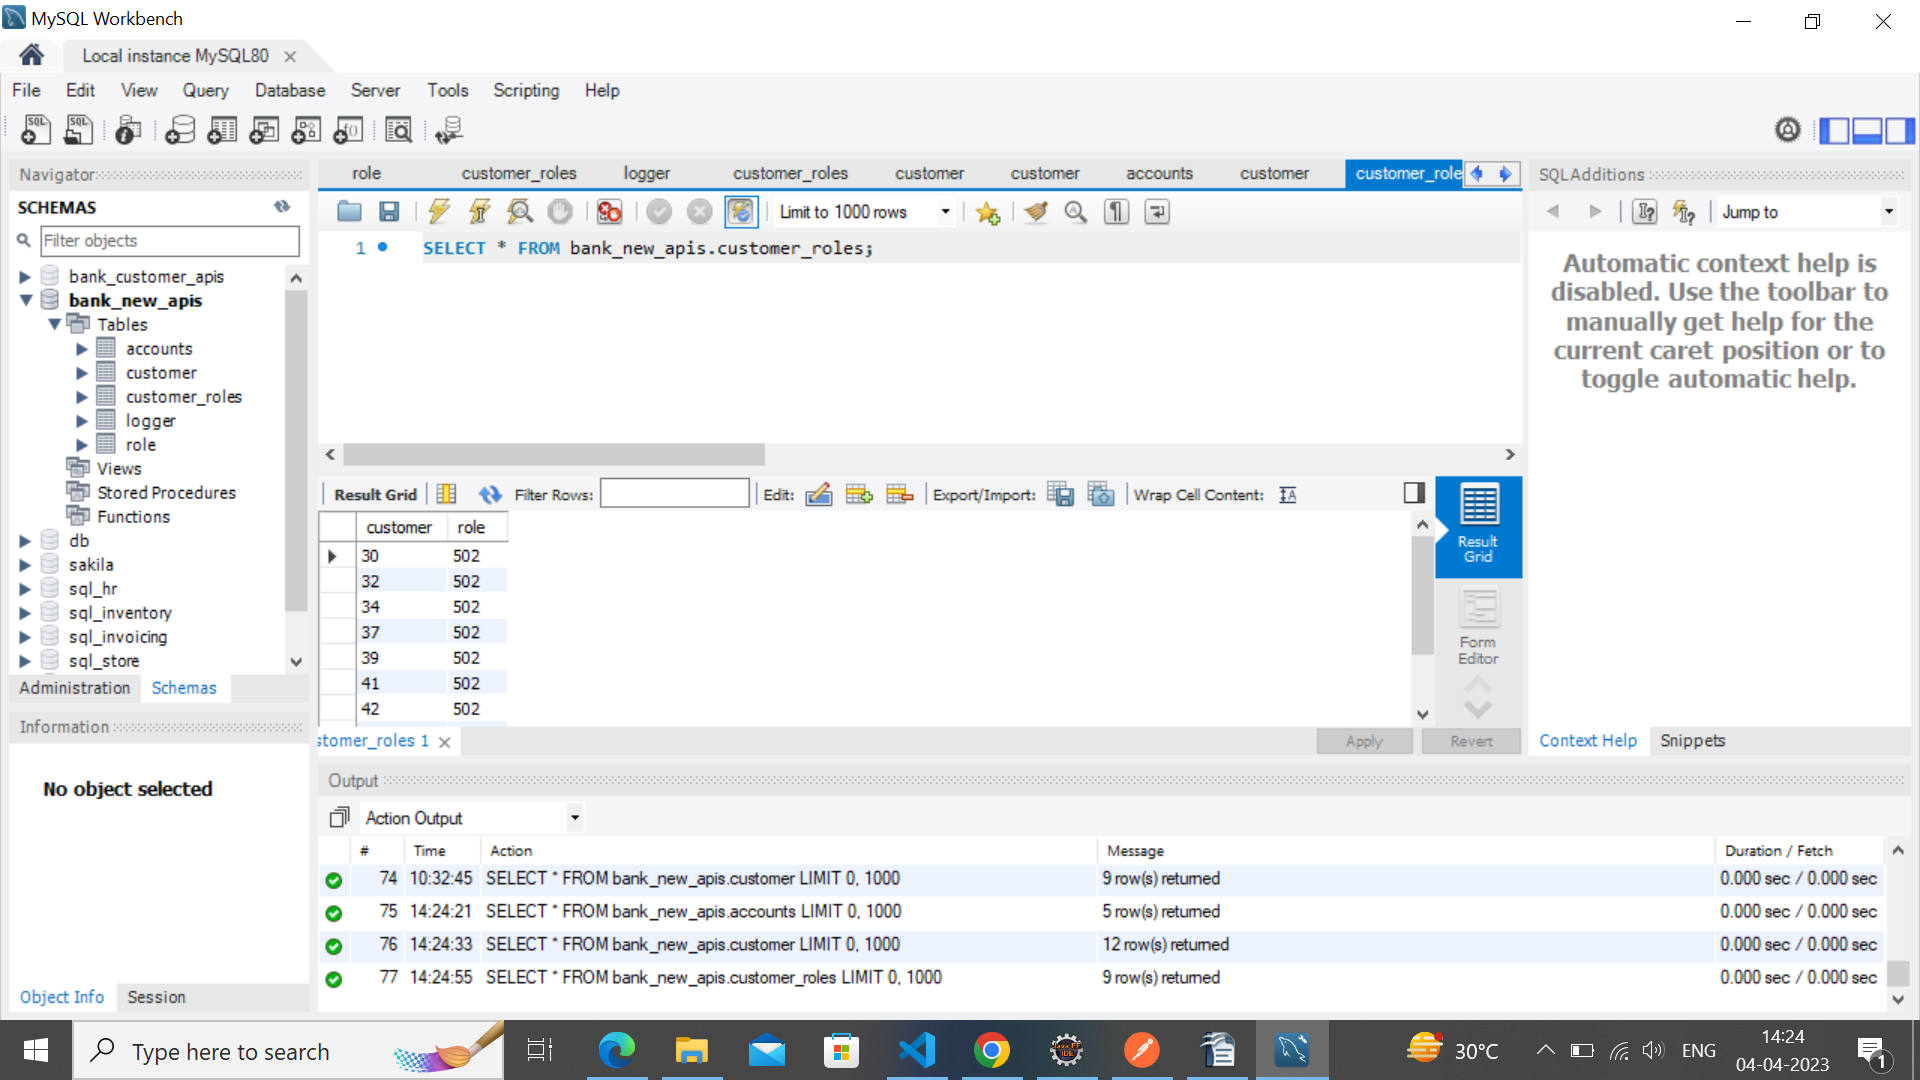 MySQL Workbench
Local instance MySQL80
File Edit View Query Database Server Tools Scripting Help
Navigator
SCHEMAS
Filter objects
bank_customer_apis
bank_new_apis
Tables
accounts
customer
customer_roles
logger
role
Views
Stored Procedures
Functions
db
sakila
sql_hr
sql_inventory
sql_invoicing
sql_store
Administration Schemas
Information
No object selected
Object Info Session
role customer_roles logger customer_roles customer customer accounts customer customer_role
Limit to 1000 rows
1 SELECT * FROM bank_new_apis.customer_roles;
Result Grid Filter Rows: Edit: Export/Import: Wrap Cell Content:
customer role
30 502
32 502
34 502
37 502
39 502
41 502
42 502
Result
Grid
Form
Editor
stomer_roles 1
Apply Revert
SQLAdditions
Jump to
Automatic context help is
disabled. Use the toolbar to
manually get help for the
current caret position or to
toggle automatic help.
Context Help Snippets
Output
Action Output
# Time Action Message Duration / Fetch
74 10:32:45 SELECT * FROM bank_new_apis.customer LIMIT 0, 1000 9 row(s) returned 0.000 sec / 0.000 sec
75 14:24:21 SELECT * FROM bank_new_apis.accounts LIMIT 0, 1000 5 row(s) returned 0.000 sec / 0.000 sec
76 14:24:33 SELECT * FROM bank_new_apis.customer LIMIT 0, 1000 12 row(s) returned 0.000 sec / 0.000 sec
77 14:24:55 SELECT * FROM bank_new_apis.customer_roles LIMIT 0, 1000 9 row(s) returned 0.000 sec / 0.000 sec
Type here to search
30°C
ENG
14:24
04-04-2023
1